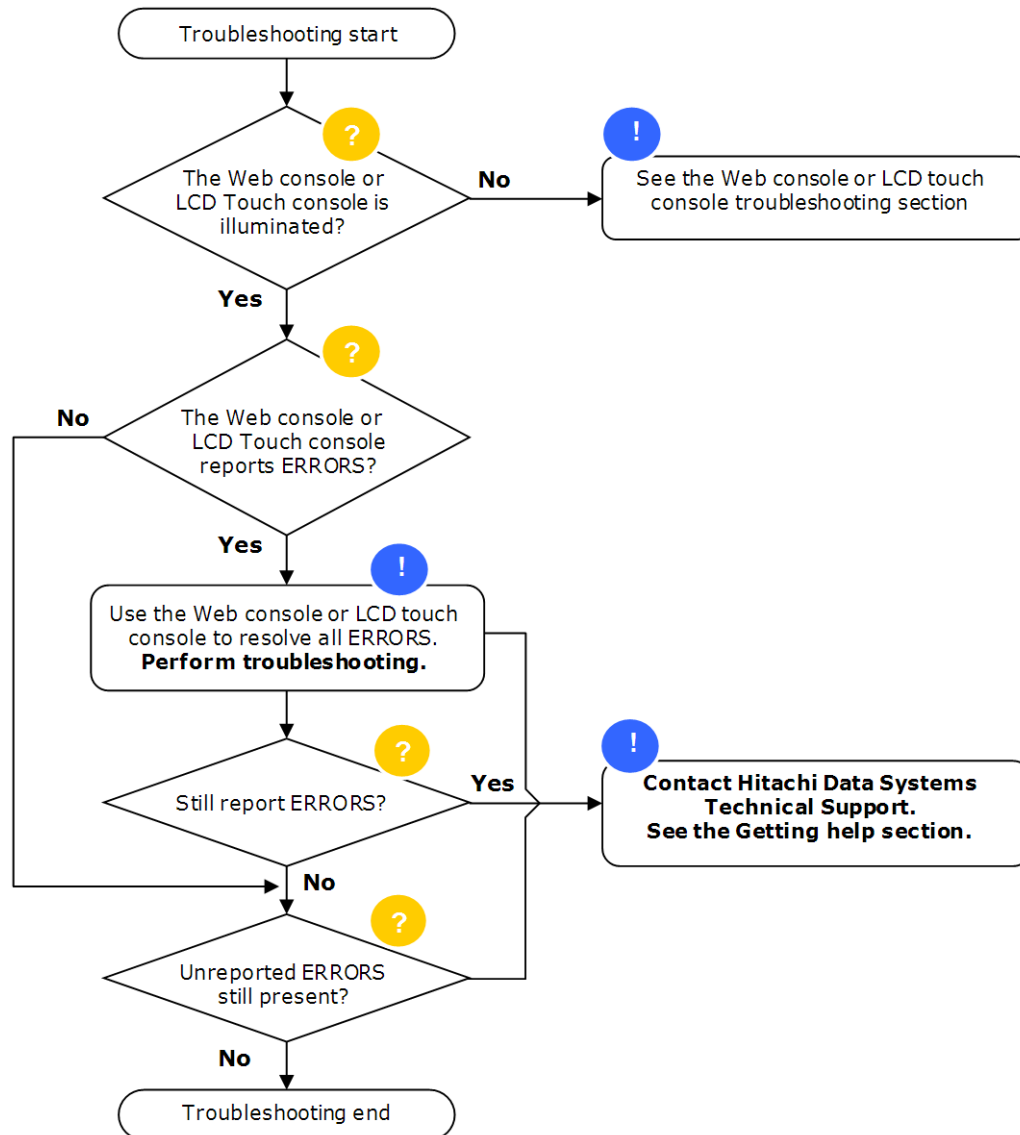 Troubleshooting start
?
The Web console or
LCD Touch console is
illuminated?
No
!
See the Web console or LCD touch
console troubleshooting section
Yes
?
No
The Web console or
LCD Touch console
reports ERRORS?
Yes
!
Use the Web console or LCD touch
console to resolve all ERRORS.
Perform troubleshooting.
?
Still report ERRORS?
Yes
!
Contact Hitachi Data Systems
Technical Support.
See the Getting help section.
No
?
Unreported ERRORS
still present?
No
Troubleshooting end